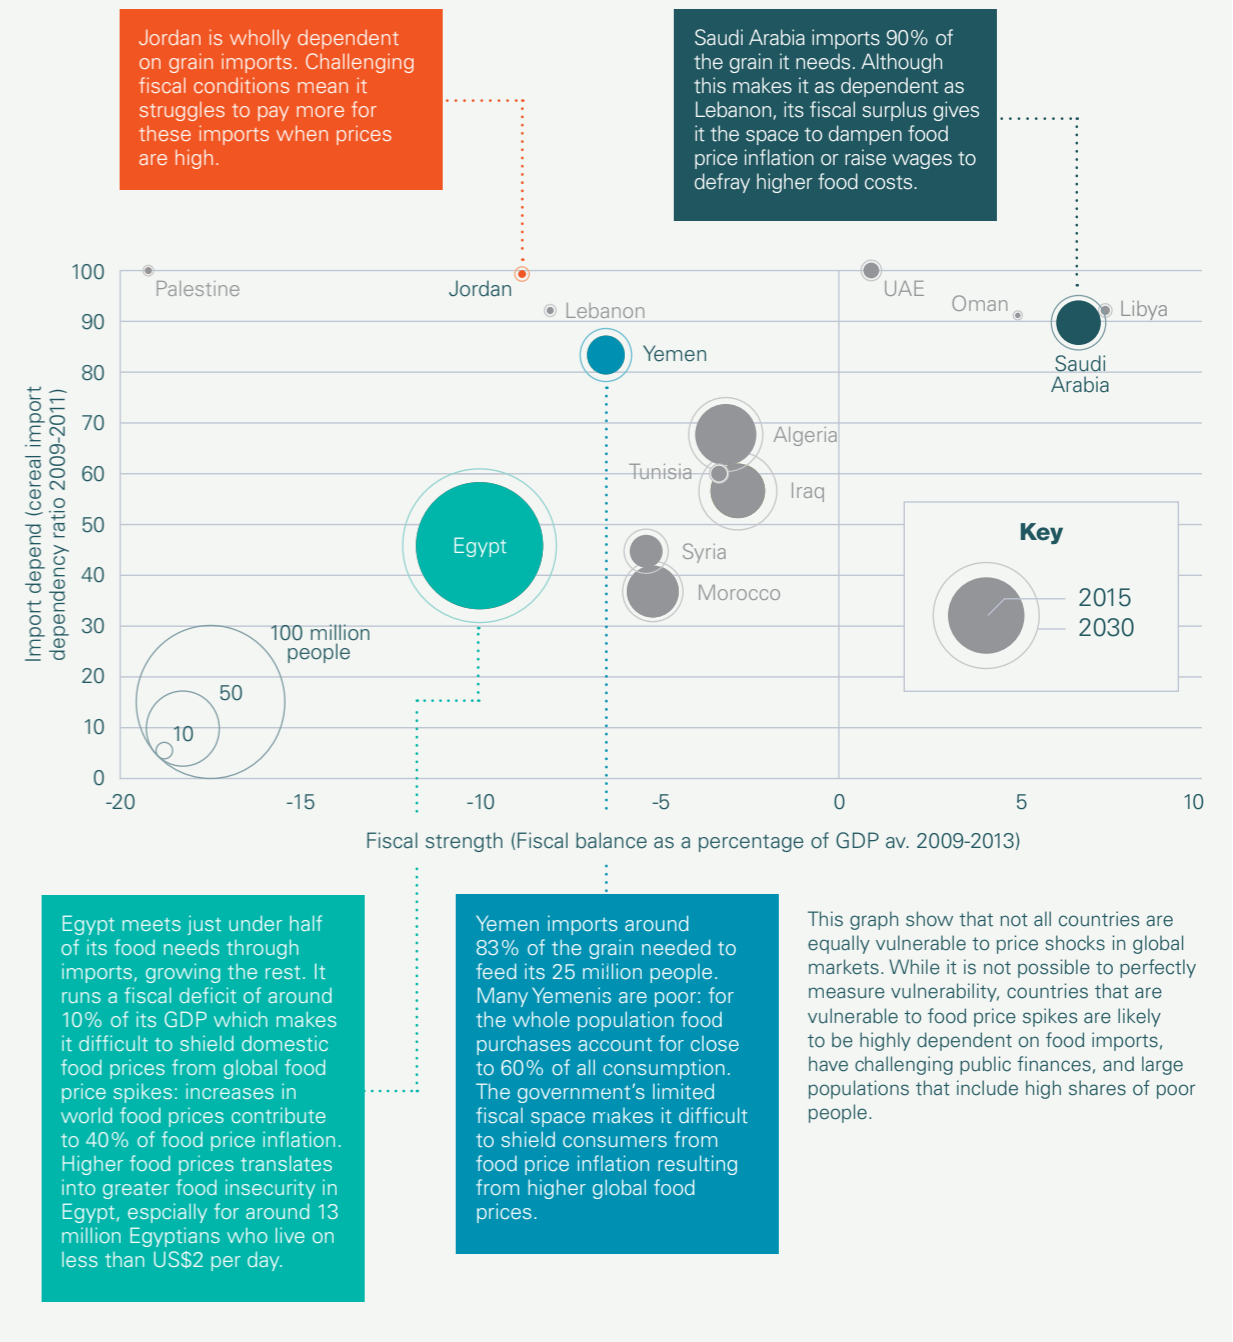 Jordan is wholly dependent
on grain imports. Challenging
fiscal conditions mean it
struggles to pay more for
these imports when prices
are high.
Saudi Arabia imports 90% of
the grain it needs. Although
this makes it as dependent as
Lebanon, its fiscal surplus gives
it the space to dampen food
price inflation or raise wages to
defray higher food costs.
Import depend (cereal import
dependency ratio 2009-2011)
100
90
80
70
60
50
40
30
20
10
0
Palestine
Jordan
Lebanon
Yemen
UAE
Oman
Libya
Saudi
Arabia
Algeria
Tunisia
Iraq
Egypt
Syria
Morocco
Key
2015
2030
100 million
people
50
10
-20
-15
-10
-5
0
5
10
Fiscal strength (Fiscal balance as a percentage of GDP av. 2009-2013)
Egypt meets just under half
of its food needs through
imports, growing the rest. It
runs a fiscal deficit of around
10% of its GDP which makes
it difficult to shield domestic
food prices from global food
price spikes: increases in
world food prices contribute
to 40% of food price inflation.
Higher food prices translates
into greater food insecurity in
Egypt, espcially for around 13
million Egyptians who live on
less than US$2 per day.
Yemen imports around
83% of the grain needed to
feed its 25 million people.
Many Yemenis are poor: for
the whole population food
purchases account for close
to 60% of all consumption.
The government's limited
fiscal space makes it difficult
to shield consumers from
food price inflation resulting
from higher global food
prices.
This graph show that not all countries are
equally vulnerable to price shocks in global
markets. While it is not possible to perfectly
measure vulnerability, countries that are
vulnerable to food price spikes are likely
to be highly dependent on food imports,
have challenging public finances, and large
populations that include high shares of poor
people.